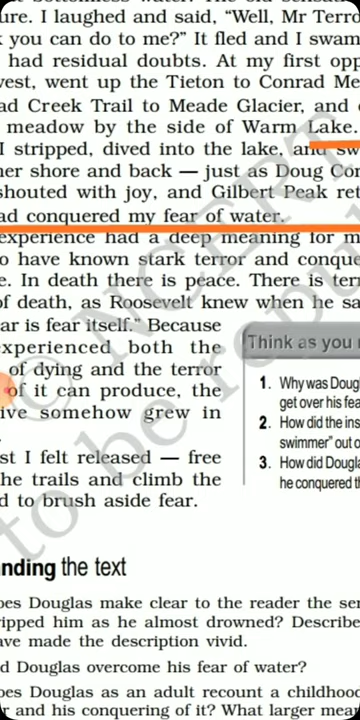 ure. I laughed and said, “Well, Mr Terro
you can do to me?” It fled and I swam
had residual doubts. At my first opp
vest, went up the Tieton to Conrad Me
ad Creek Trail to Meade Glacier, and
meadow by the side of Warm Lake.
I stripped, dived into the lake, and sw
her shore and back — just as Doug Cor
shouted with joy, and Gilbert Peak ret
ad conquered my fear of water.
experience had a deep meaning for
o have known stark terror and conque
e. In death there is peace. There is ter
of death, as Roosevelt knew when he sa
ar is fear itself.” Because
experienced both the
of dying and the terror
of it can produce, the
ive somehow grew in
st I felt released — free
he trails and climb the
d to brush aside fear.
Think as you
1. Why was Doug
get over his fea
2. How did the ins
swimmer” out o
3. How did Dougla
he conquered th
nding the text
oes Douglas make clear to the reader the sen
ripped him as he almost drowned? Describe
ave made the description vivid.
d Douglas overcome his fear of water?
oes Douglas as an adult recount a childhood
r and his conquering of it? What larger mean
© NCERT
to be repu